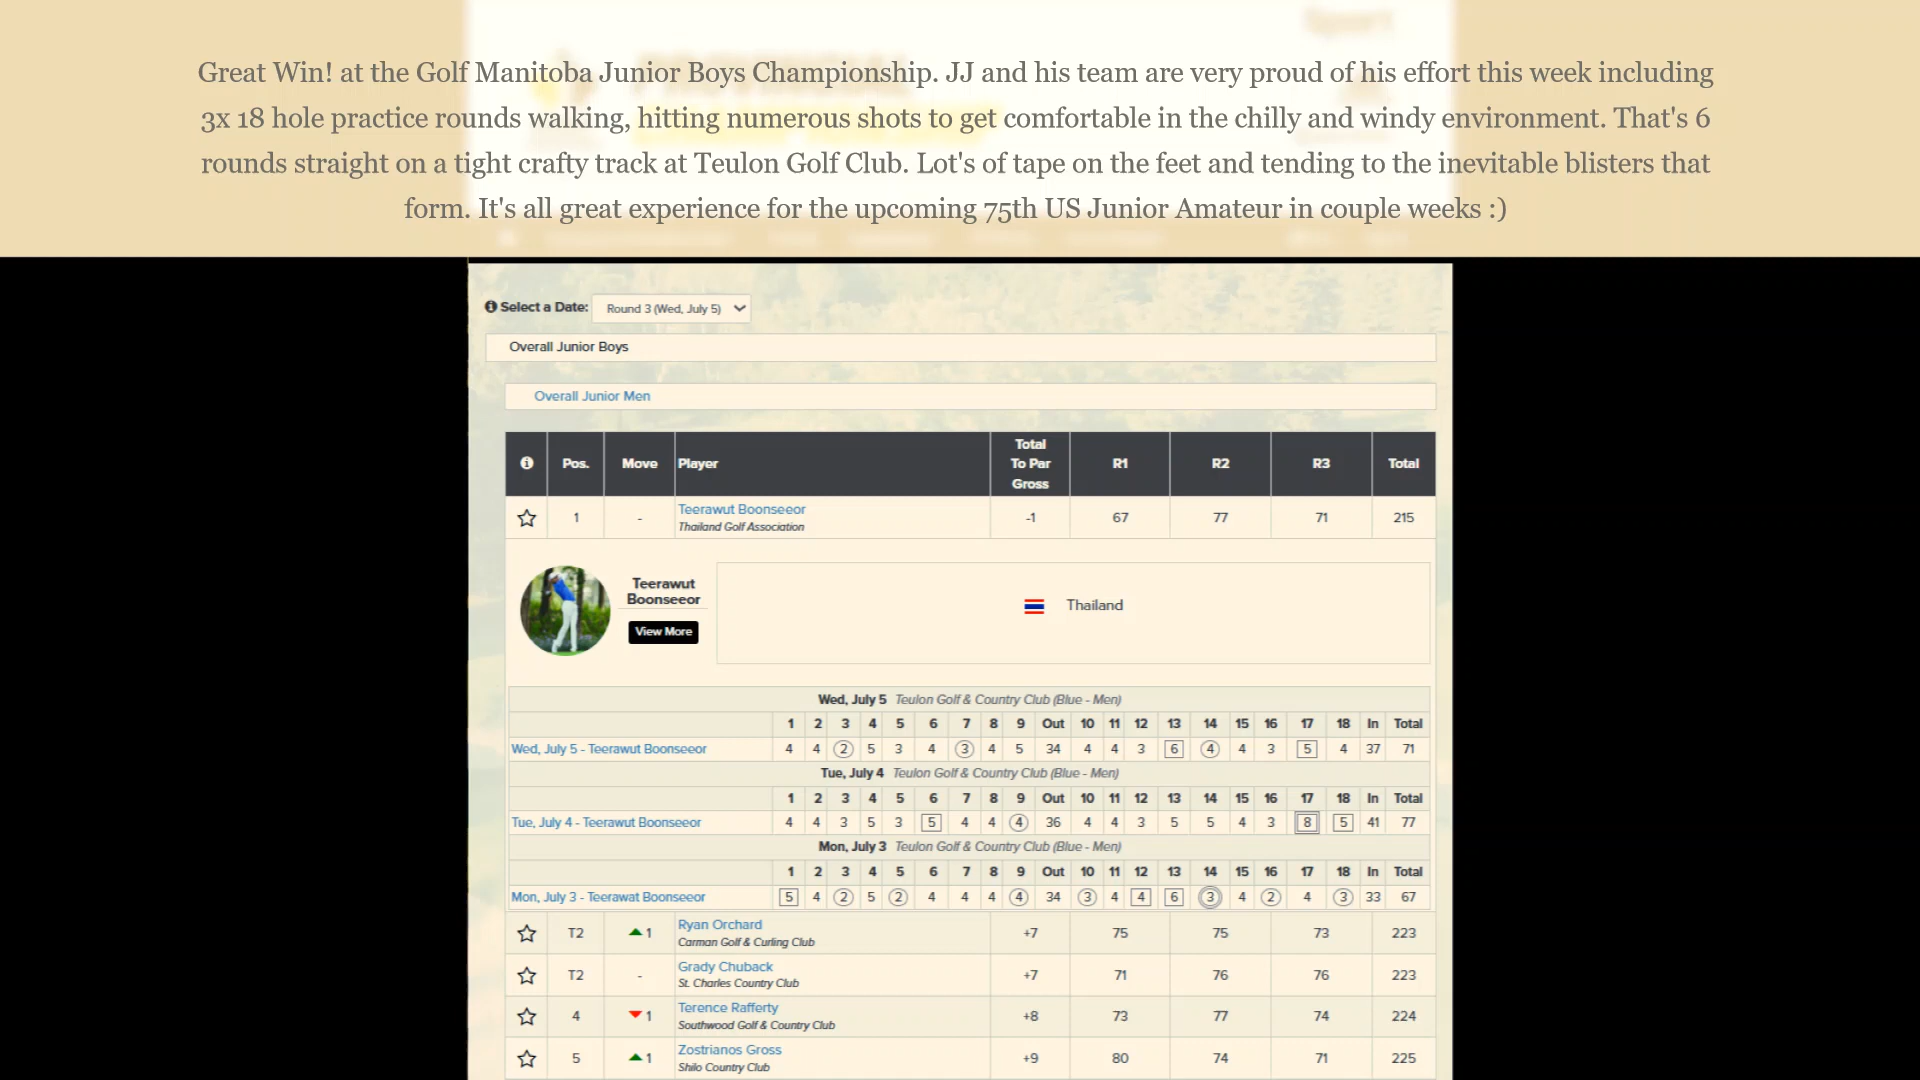 Sport
Great Win! at the Golf Manitoba Junior Boys Championship. JJ and his team are very proud of his effort this week including
3x 18 hole practice rounds walking, hitting numerous shots to get comfortable in the chilly and windy environment. That's 6
rounds straight on a tight crafty track at Teulon Golf Club. Lot's of tape on the feet and tending to the inevitable blisters that
form. It's all great experience for the upcoming 75th US Junior Amateur in couple weeks :)
Select a Date: Round 3 (Wed, July 5)
Overall Junior Boys
Overall Junior Men
Pos. Move Player Total To Par Gross R1 R2 R3 Total
1 - Teerawut Boonseeor -1 67 77 71 215
Thailand Golf Association
Teerawut
Boonseeor
View More
Thailand
Wed, July 5 Teulon Golf & Country Club (Blue - Men)
1 2 3 4 5 6 7 8 9 Out 10 11 12 13 14 15 16 17 18 In Total
Wed, July 5 - Teerawut Boonseeor 4 4 2 5 3 4 3 4 5 34 4 4 3 6 4 4 3 5 4 37 71
Tue, July 4 Teulon Golf & Country Club (Blue - Men)
1 2 3 4 5 6 7 8 9 Out 10 11 12 13 14 15 16 17 18 In Total
Tue, July 4 - Teerawut Boonseeor 4 4 3 5 3 5 4 4 4 36 4 4 3 5 5 4 3 8 5 41 77
Mon, July 3 Teulon Golf & Country Club (Blue - Men)
1 2 3 4 5 6 7 8 9 Out 10 11 12 13 14 15 16 17 18 In Total
Mon, July 3 - Teerawat Boonseeor 5 4 2 5 2 4 4 4 4 34 3 4 4 6 3 4 2 4 3 33 67
T2 1 Ryan Orchard +7 75 75 73 223
Carman Golf & Curling Club
T2 - Grady Chuback +7 71 76 76 223
St. Charles Country Club
4 1 Terence Rafferty +8 73 77 74 224
Southwood Golf & Country Club
5 1 Zostrianos Gross +9 80 74 71 225
Shilo Country Club